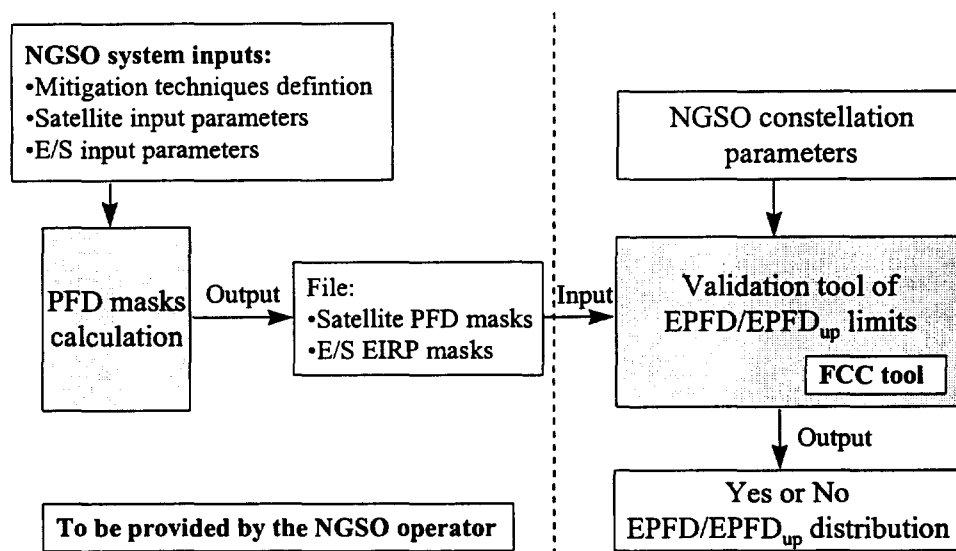 NGSO system inputs:
•Mitigation techniques defintion
•Satellite input parameters
•E/S input parameters
PFD masks
calculation
Output
File:
•Satellite PFD masks
•E/S EIRP masks
Input
To be provided by the NGSO operator
NGSO constellation
parameters
Validation tool of
EPFD/EPFDup limits
FCC tool
Output
Yes or No
EPFD/EPFDup distribution